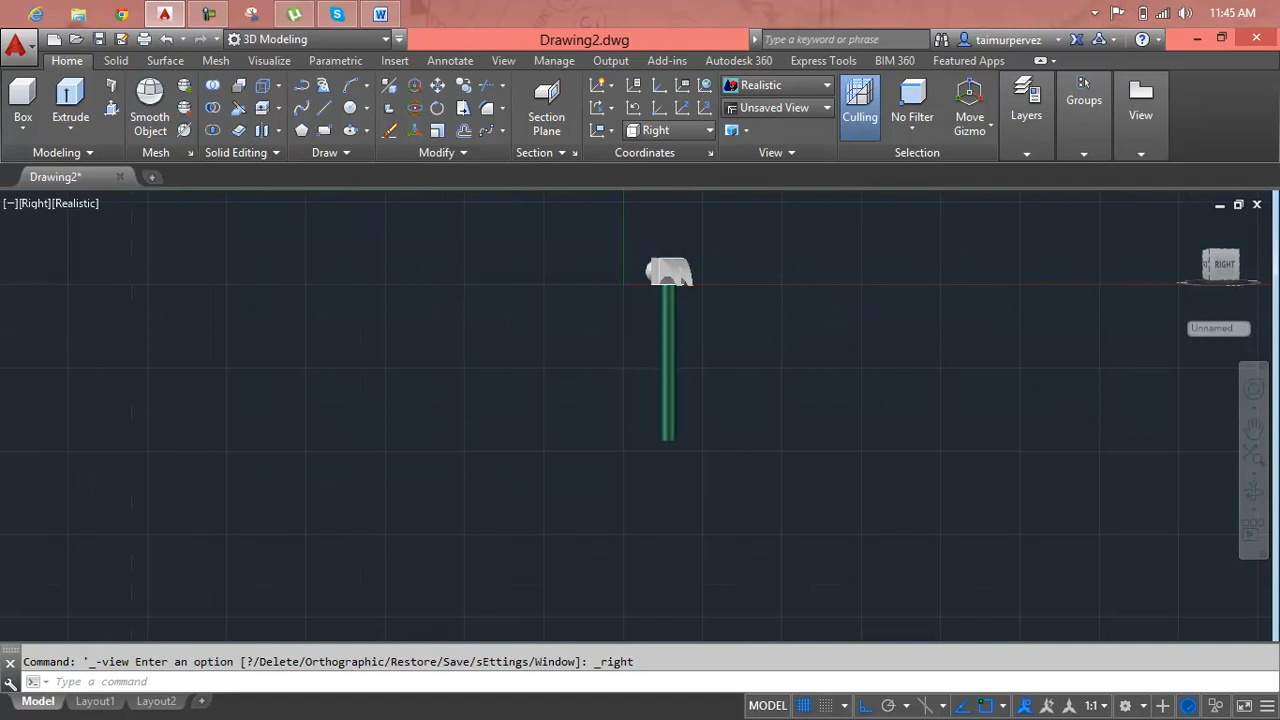 11:45 AM
3D Modeling
Drawing2.dwg
Type a keyword or phrase
taimurpervez
Home Solid Surface Mesh Visualize Parametric Insert Annotate View Manage Output Add-ins Autodesk 360 Express Tools BIM 360 Featured Apps
Realistic
Unsaved View
Right
Box
Extrude
Smooth
Object
Section
Plane
Culling
No Filter
Move
Gizmo
Layers
Groups
View
Modeling Mesh Solid Editing Draw Modify Section Coordinates View Selection
Drawing2*
[−][Right][Realistic]
RIGHT
Unnamed
Command: '_-view Enter an option [?/Delete/Orthographic/Restore/Save/sEttings/Window]: _right
Type a command
Model Layout1 Layout2
MODEL
1:1